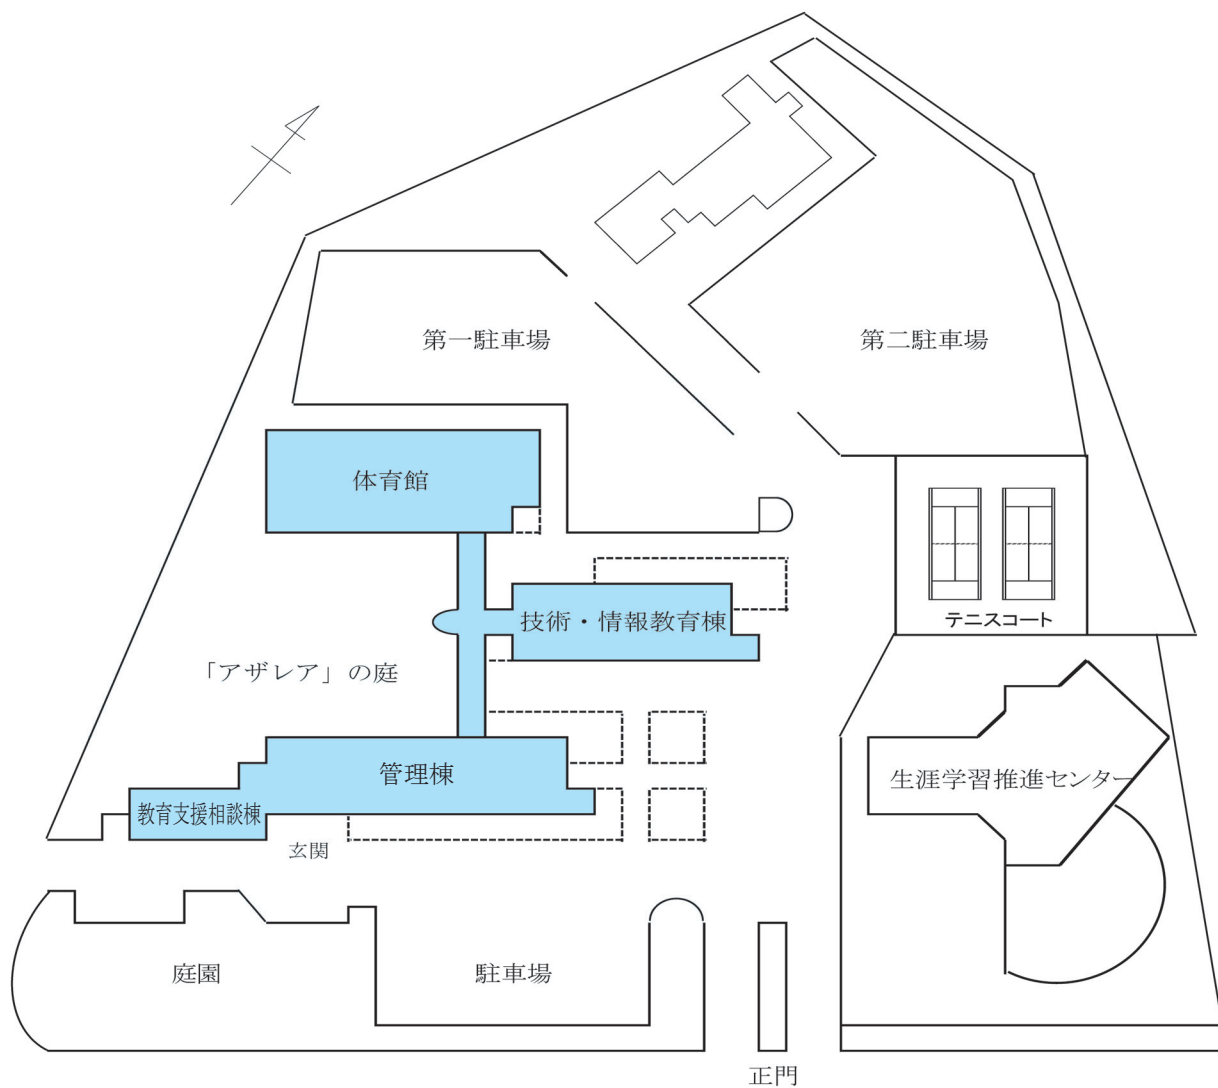 第一駐車場
第二駐車場
体育館
技術・情報教育棟
テニスコート
「アザレア」の庭
管理棟
生涯学習推進センター
教育支援相談棟
玄関
庭園
駐車場
正門